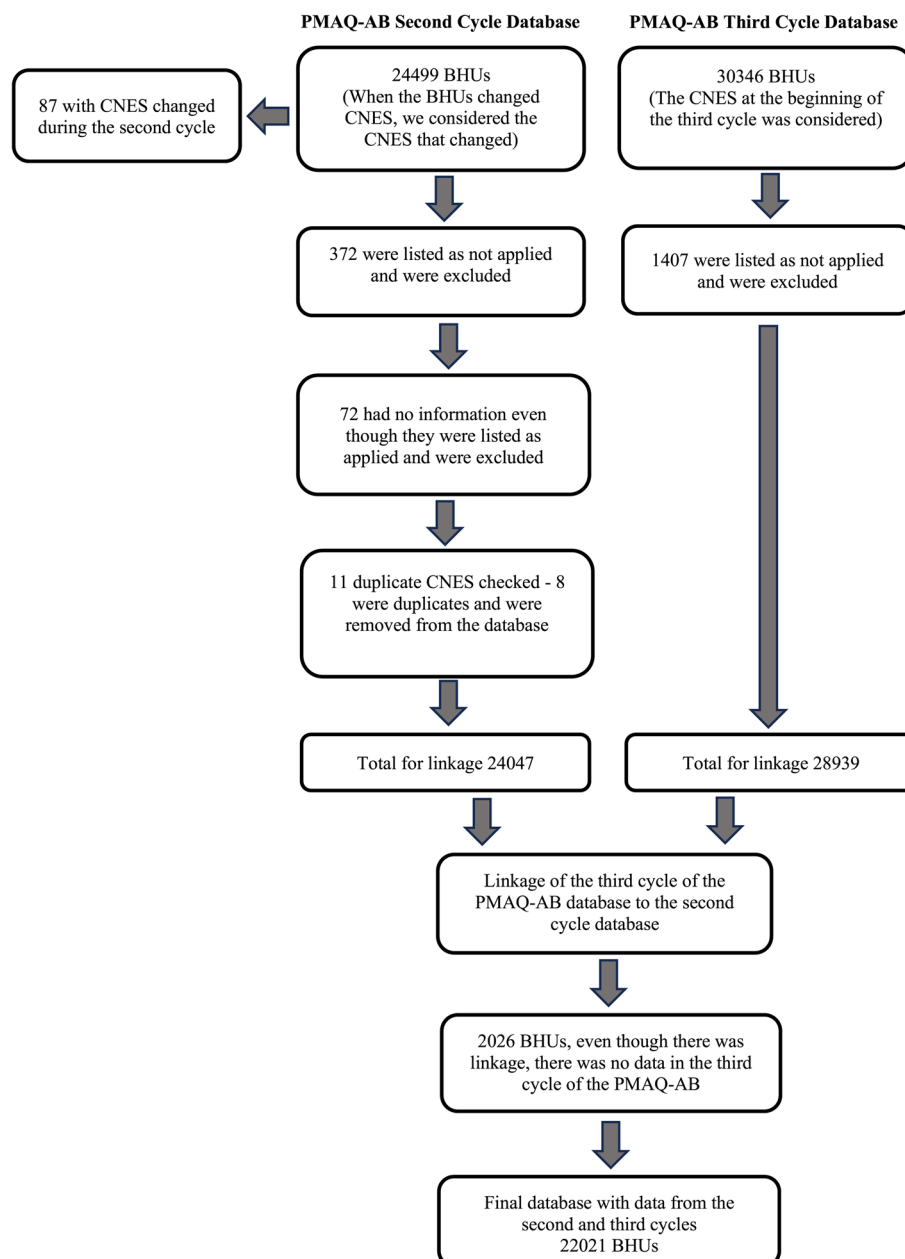 PMAQ-AB Second Cycle Database
PMAQ-AB Third Cycle Database
87 with CNES changed
during the second cycle
24499 BHUs
(When the BHUs changed
CNES, we considered the
CNES that changed)
30346 BHUs
(The CNES at the beginning of
the third cycle was considered)
372 were listed as not applied
and were excluded
1407 were listed as not applied
and were excluded
72 had no information even
though they were listed as
applied and were excluded
11 duplicate CNES checked - 8
were duplicates and were
removed from the database
Total for linkage 24047
Total for linkage 28939
Linkage of the third cycle of the
PMAQ-AB database to the second
cycle database
2026 BHUs, even though there was
linkage, there was no data in the third
cycle of the PMAQ-AB
Final database with data from the
second and third cycles
22021 BHUs